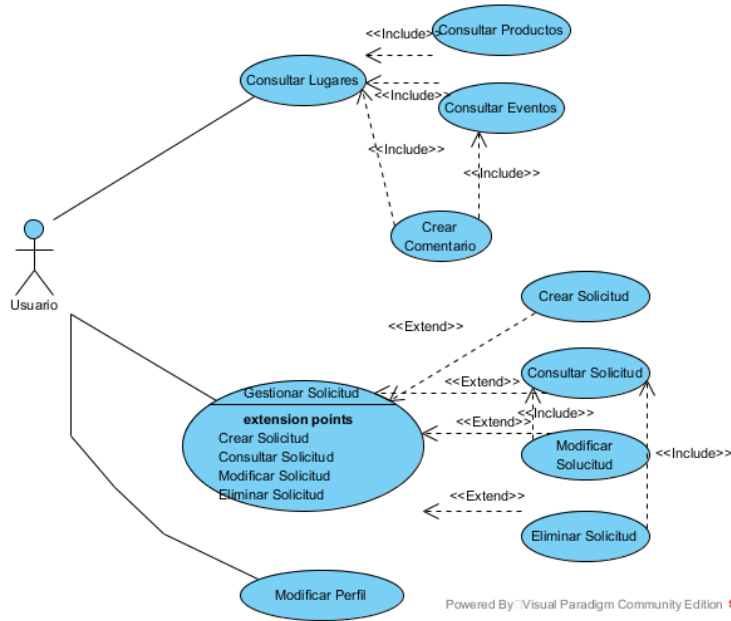 Consultar Productos
<<Include>>
Consultar Lugares
<<Include>>
Consultar Eventos
<<Include>>
<<Include>>
Crear
Comentario
Usuario
Crear Solicitud
<<Extend>>
Consultar Solicitud
<<Extend>>
Gestionar Solicitud
extension points
Crear Solicitud
Consultar Solicitud
Modificar Solicitud
Eliminar Solicitud
<<Include>>
<<Extend>>
Modificar
Solucitud
<<Include>>
<<Extend>>
Eliminar Solicitud
Modificar Perfil
Powered By Visual Paradigm Community Edition